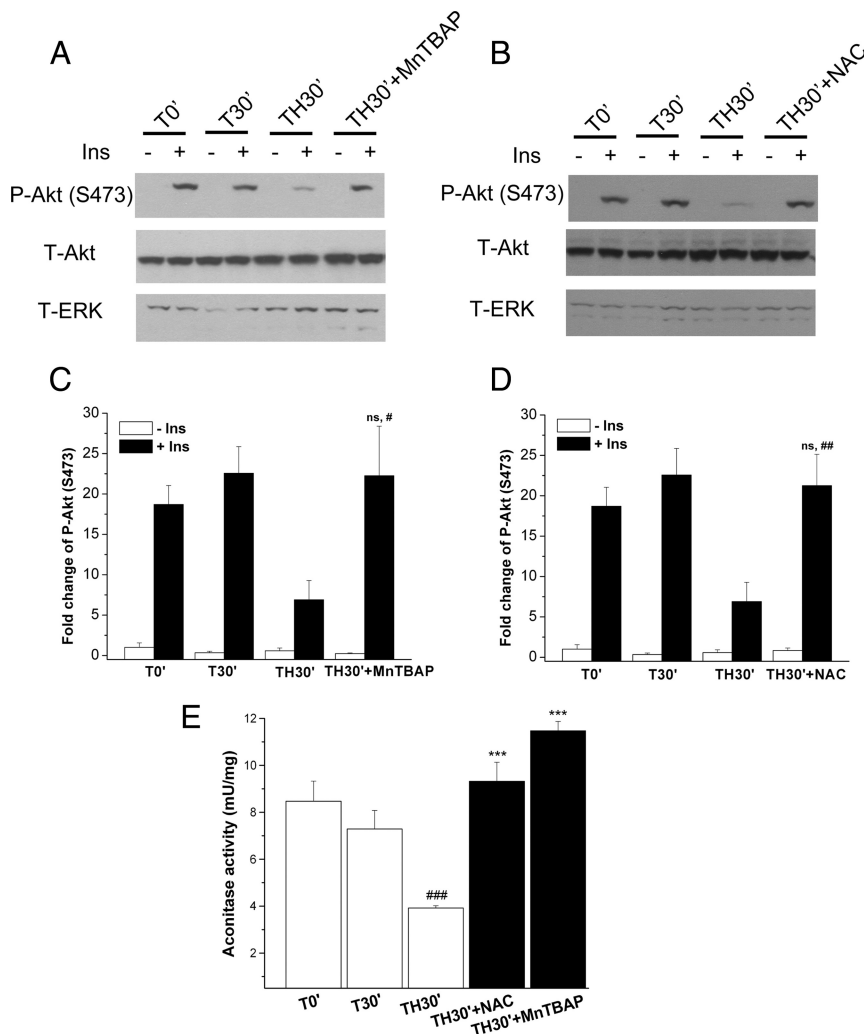 A
T0' T30' TH30' TH30'+MnTBAP
Ins - + - + - + - +
P-Akt (S473)
T-Akt
T-ERK
B
T0' T30' TH30' TH30'+NAC
Ins - + - + - + - +
P-Akt (S473)
T-Akt
T-ERK
C
Fold change of P-Akt (S473)
30
25
20
15
10
5
0
- Ins
+ Ins
ns, #
T0' T30' TH30' TH30'+MnTBAP
D
Fold change of P-Akt (S473)
30
25
20
15
10
5
0
- Ins
+ Ins
ns, ##
T0' T30' TH30' TH30'+NAC
E
Aconitase activity (mU/mg)
12
10
8
6
4
2
###
***
***
T0' T30' TH30' TH30'+NAC TH30'+MnTBAP